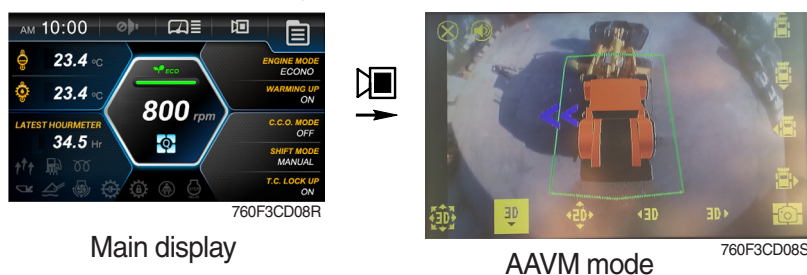 AM 10:00
23.4 ℃
23.4 ℃
LATEST HOURMETER
34.5 Hr
ECO
800 rpm
ENGINE MODE
ECONO
WARMING UP
ON
C.C.O. MODE
OFF
SHIFT MODE
MANUAL
T.C. LOCK UP
ON
760F3CD08R
Main display
3D
3D
2D
3D
3D
760F3CD08S
AAVM mode